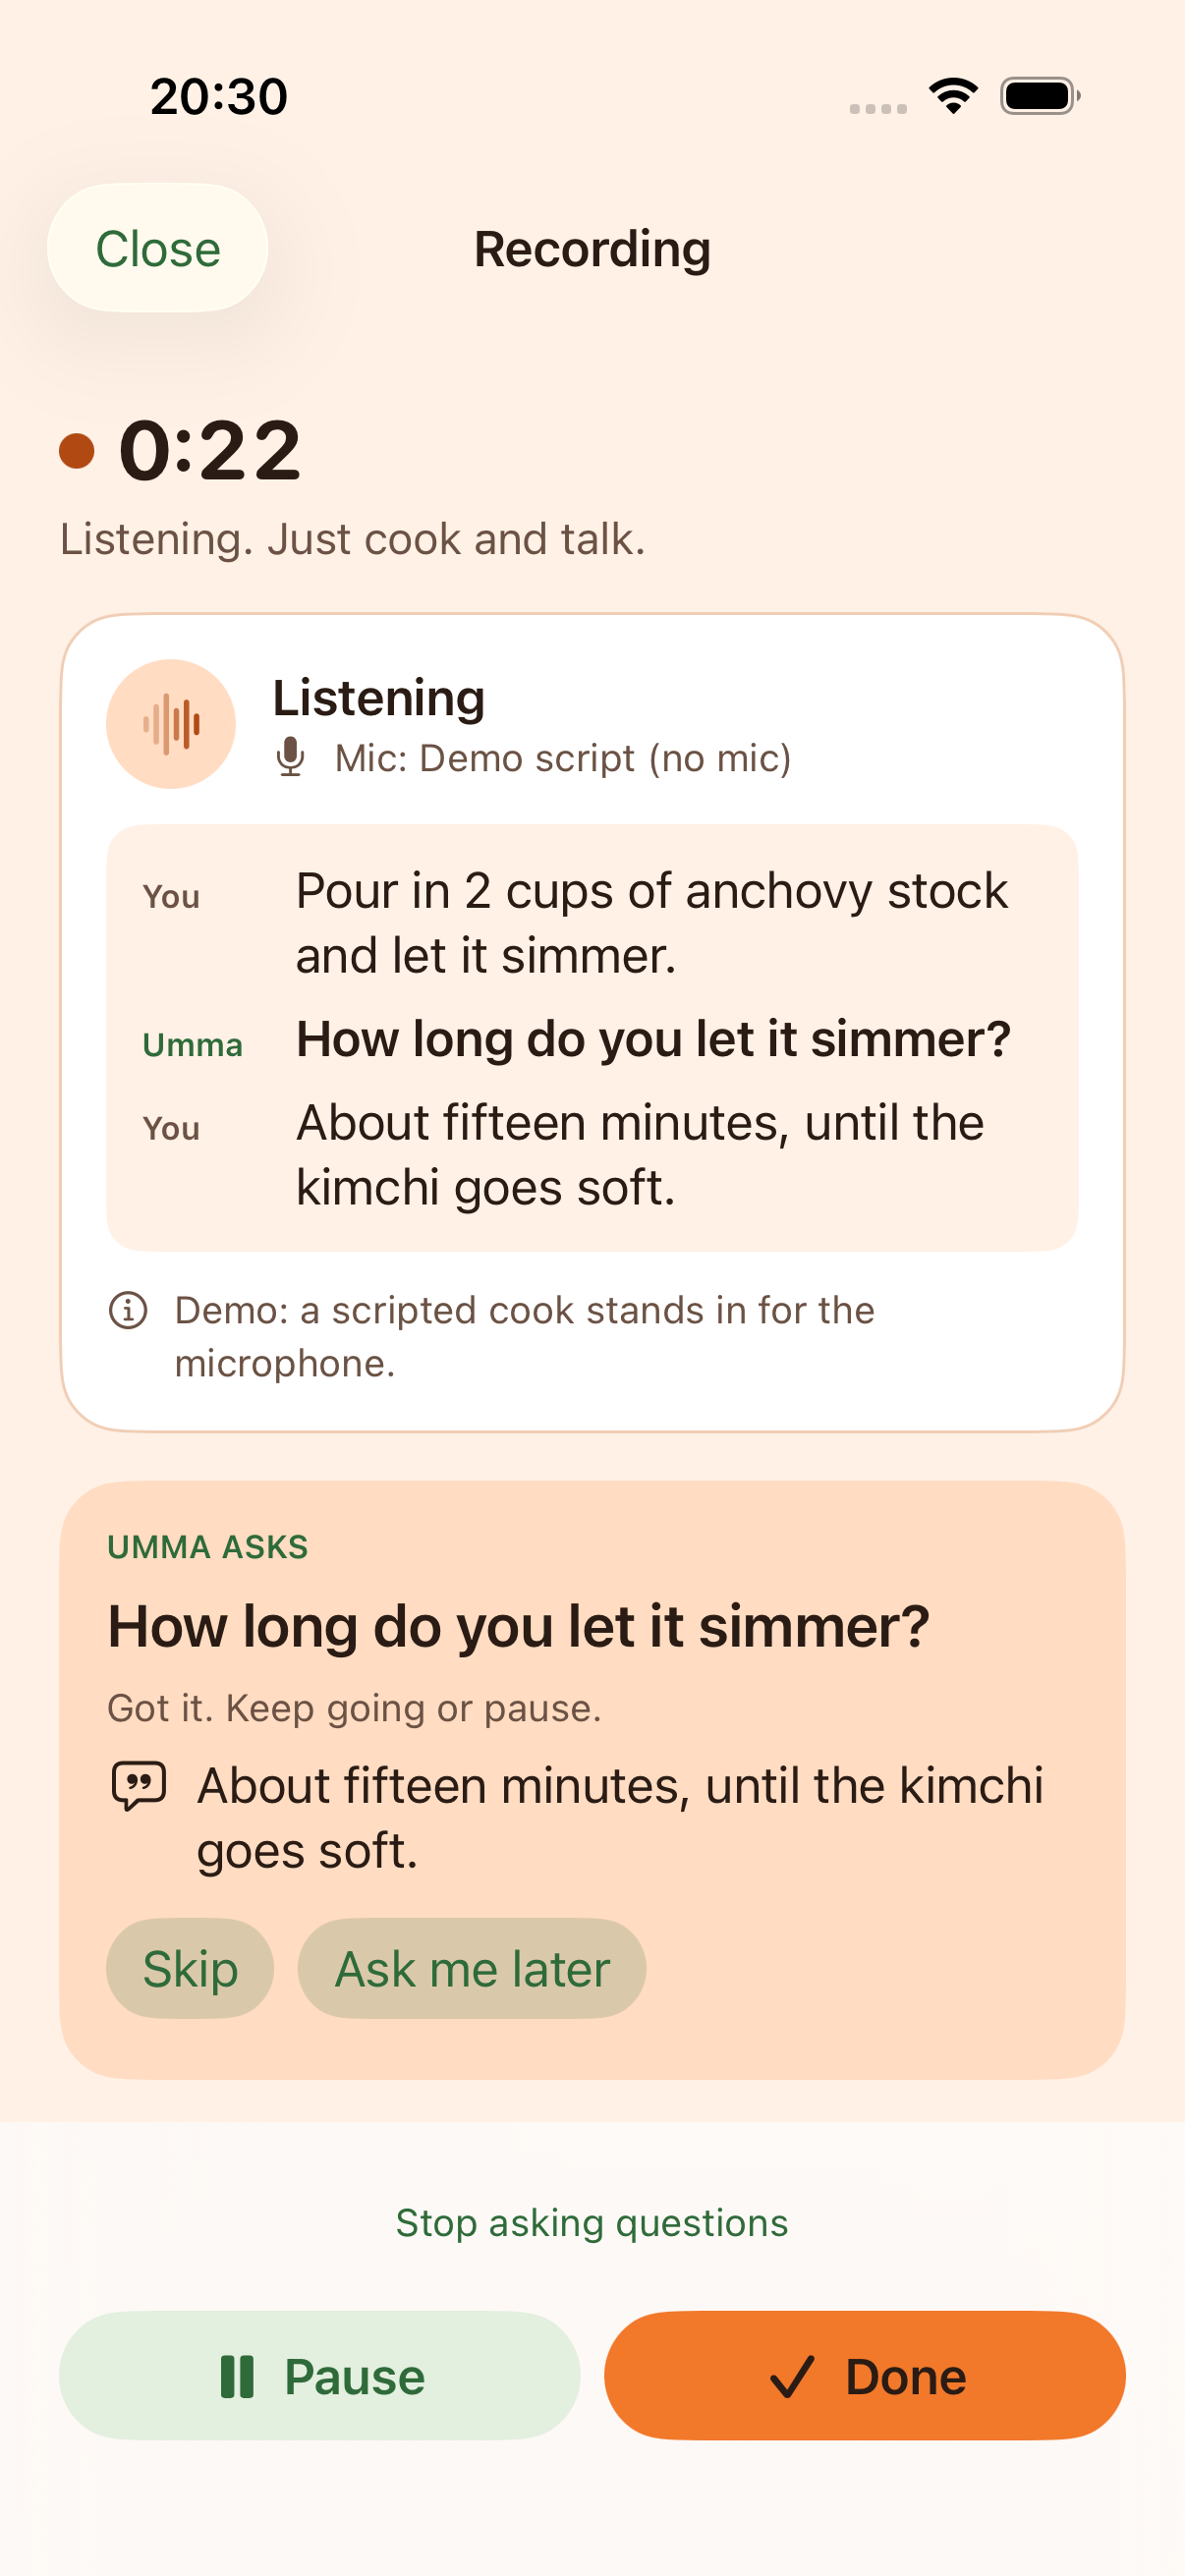 20:30
Close
Recording
0:22
Listening. Just cook and talk.
Listening
Mic: Demo script (no mic)
You
Pour in 2 cups of anchovy stock
and let it simmer.
Umma
How long do you let it simmer?
You
About fifteen minutes, until the
kimchi goes soft.
Demo: a scripted cook stands in for the
microphone.
UMMA ASKS
How long do you let it simmer?
Got it. Keep going or pause.
About fifteen minutes, until the kimchi
goes soft.
Skip
Ask me later
Stop asking questions
Pause
Done